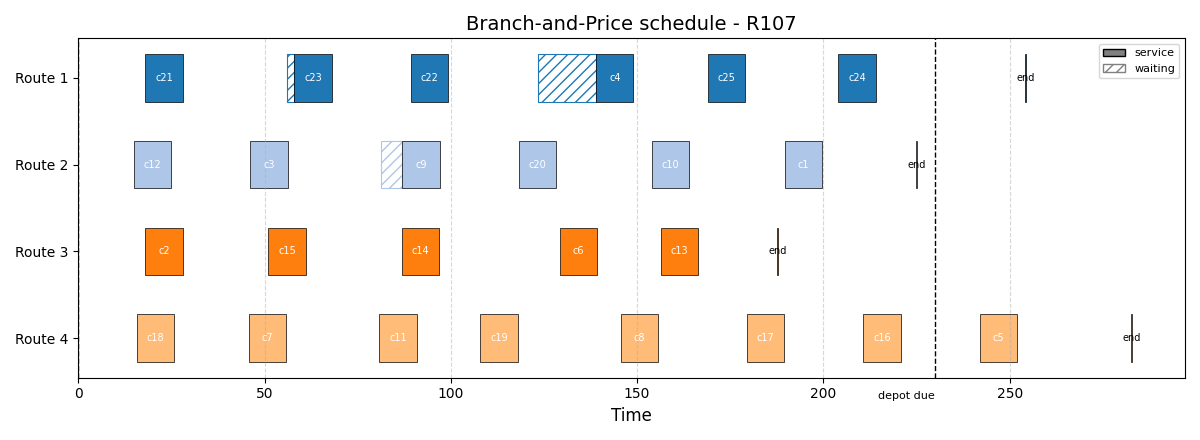 Branch-and-Price schedule - R107
service
waiting
Route 1
c21
c23
c22
c4
c25
c24
end
Route 2
c12
c3
c9
c20
c10
c1
end
Route 3
c2
c15
c14
c6
c13
end
Route 4
c18
c7
c11
c19
c8
c17
c16
c5
end
0
50
100
150
200
250
depot due
Time